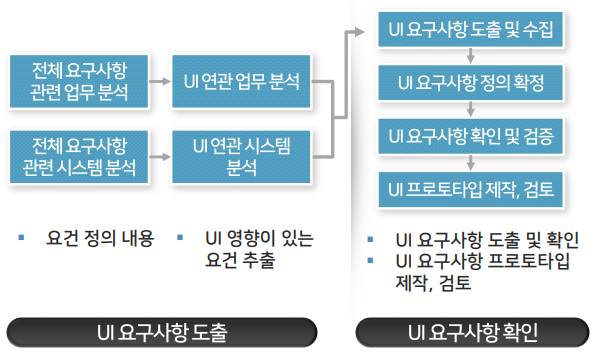 전체 요구사항
관련 업무 분석
UI 연관 업무 분석
전체 요구사항
관련 시스템 분석
UI 연관 시스템
분석
▪ 요건 정의 내용
▪ UI 영향이 있는
요건 추출
UI 요구사항 도출
UI 요구사항 도출 및 수집
UI 요구사항 정의 확정
UI 요구사항 확인 및 검증
UI 프로토타입 제작, 검토
▪ UI 요구사항 도출 및 확인
▪ UI 요구사항 프로토타입
제작, 검토
UI 요구사항 확인